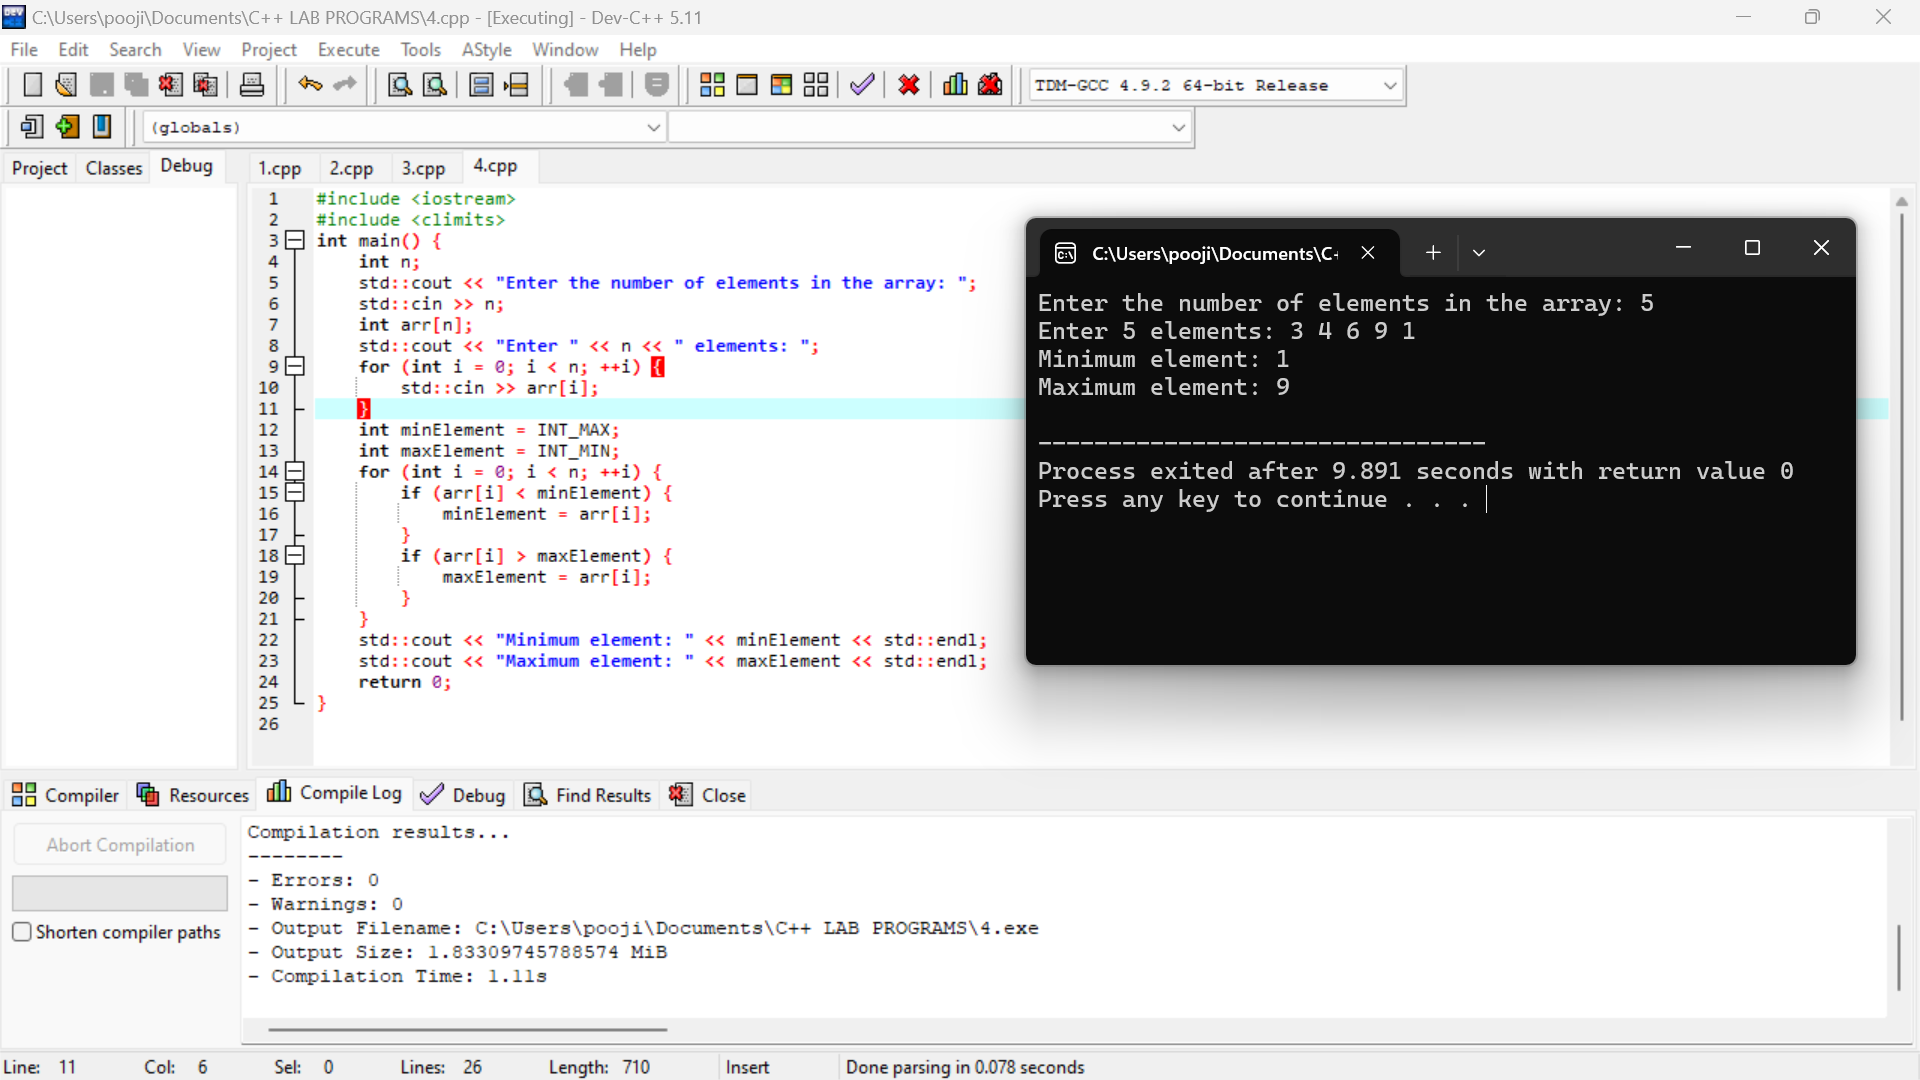 C:\Users\pooji\Documents\C++ LAB PROGRAMS\4.cpp - [Executing] - Dev-C++ 5.11
File Edit Search View Project Execute Tools AStyle Window Help
TDM-GCC 4.9.2 64-bit Release
(globals)
Project Classes Debug
1.cpp 2.cpp 3.cpp 4.cpp
1 #include <iostream>
2 #include <climits>
3 int main() {
4 int n;
5 std::cout << "Enter the number of elements in the array: ";
6 std::cin >> n;
7 int arr[n];
8 std::cout << "Enter " << n << " elements: ";
9 for (int i = 0; i < n; ++i) {
10 std::cin >> arr[i];
11 }
12 int minElement = INT_MAX;
13 int maxElement = INT_MIN;
14 for (int i = 0; i < n; ++i) {
15 if (arr[i] < minElement) {
16 minElement = arr[i];
17 }
18 if (arr[i] > maxElement) {
19 maxElement = arr[i];
20 }
21 }
22 std::cout << "Minimum element: " << minElement << std::endl;
23 std::cout << "Maximum element: " << maxElement << std::endl;
24 return 0;
25 }
26
C:\Users\pooji\Documents\C-
Enter the number of elements in the array: 5
Enter 5 elements: 3 4 6 9 1
Minimum element: 1
Maximum element: 9
--------------------------------
Process exited after 9.891 seconds with return value 0
Press any key to continue . . .
Compiler Resources Compile Log Debug Find Results Close
Abort Compilation
Shorten compiler paths
Compilation results...
--------
- Errors: 0
- Warnings: 0
- Output Filename: C:\Users\pooji\Documents\C++ LAB PROGRAMS\4.exe
- Output Size: 1.83309745788574 MiB
- Compilation Time: 1.11s
Line: 11 Col: 6 Sel: 0 Lines: 26 Length: 710 Insert Done parsing in 0.078 seconds